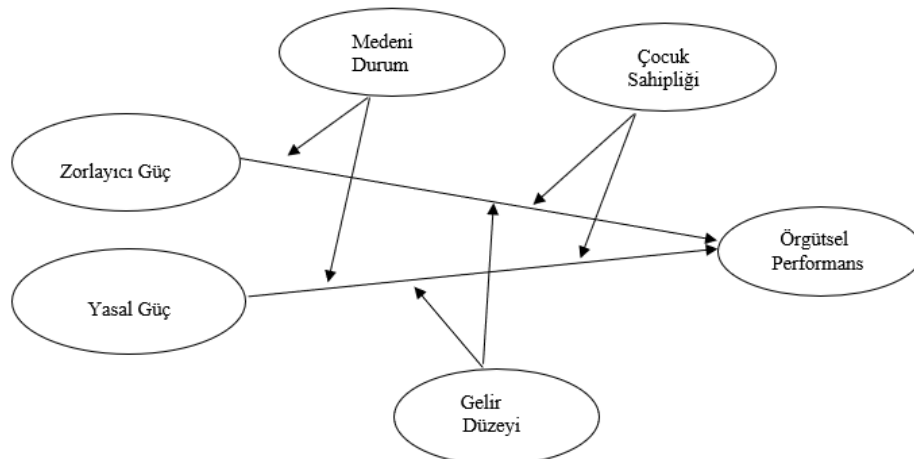 Medeni
Durum
Çocuk
Sahipliği
Zorlayıcı Güç
Örgütsel
Performans
Yasal Güç
Gelir
Düzeyi